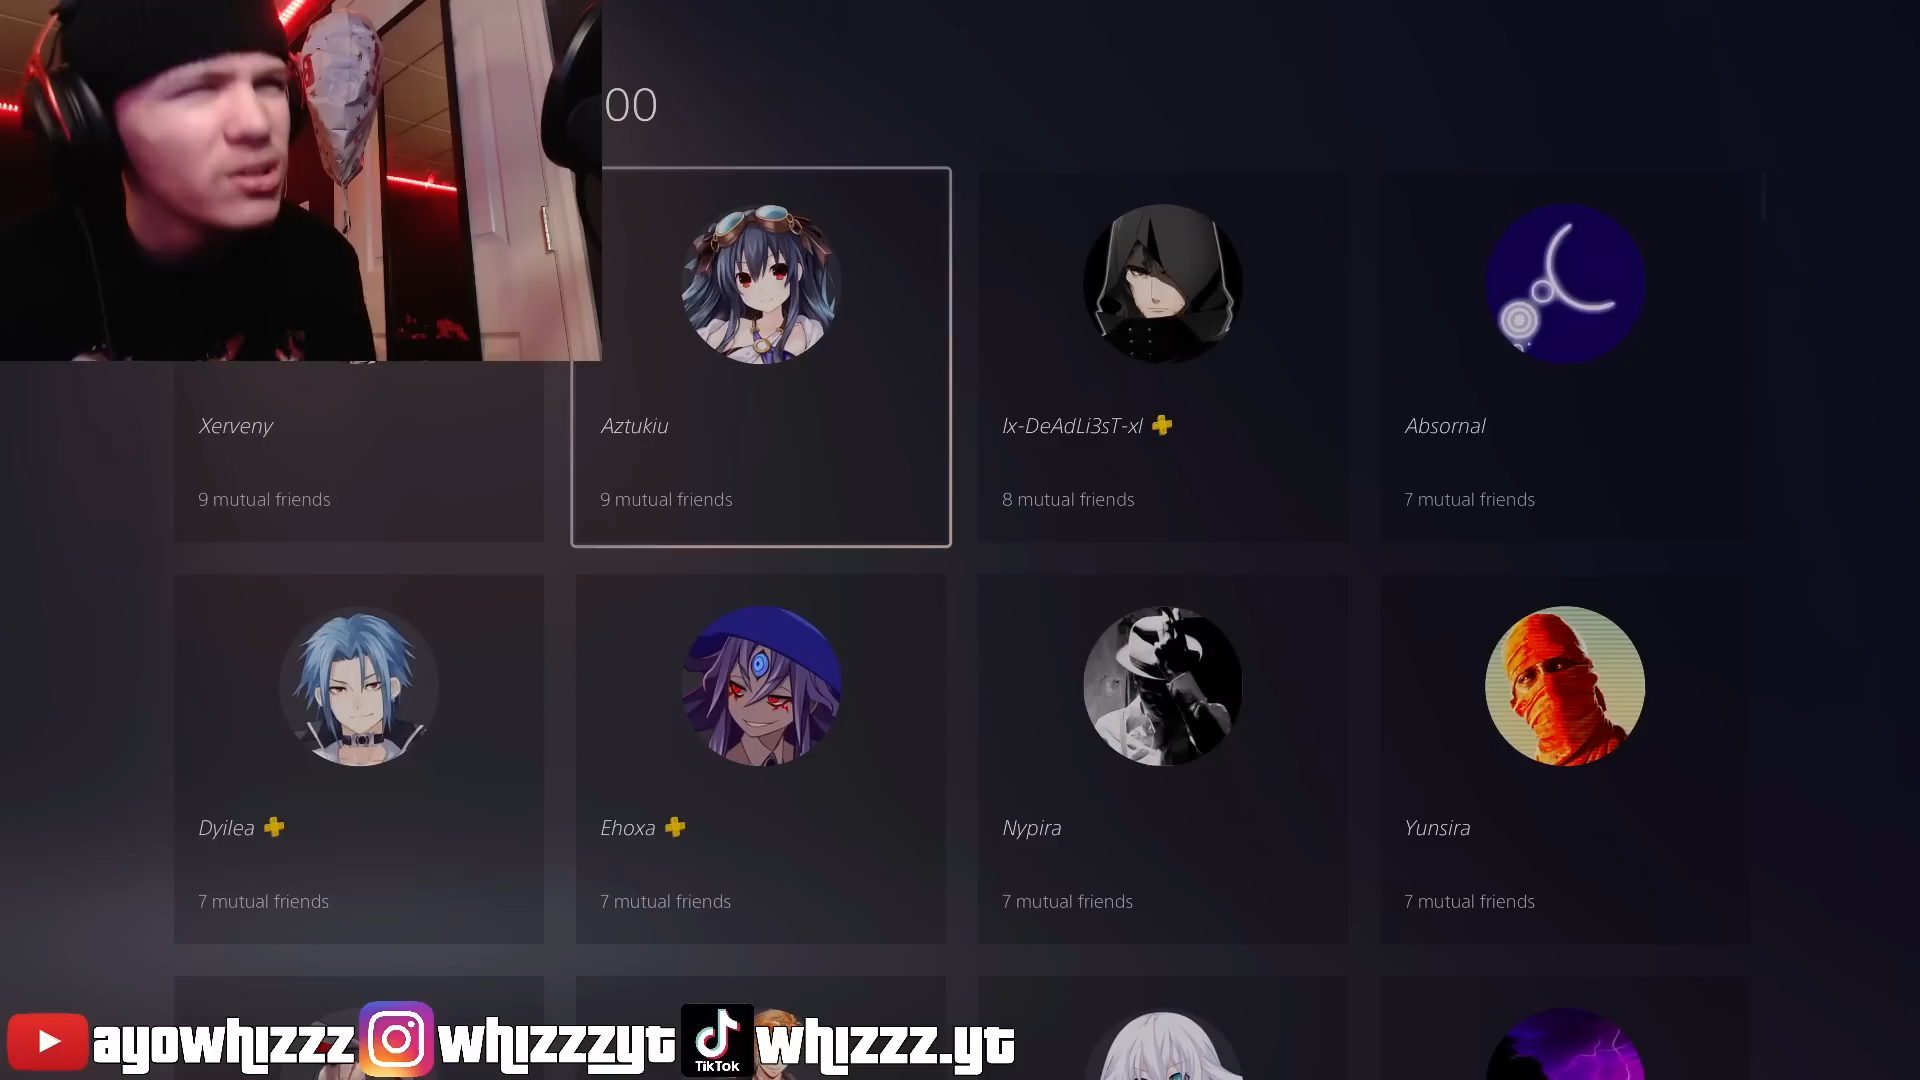 00
Xerveny
Aztukiu
Ix-DeAdLi3sT-xI
Absornal
9 mutual friends
9 mutual friends
8 mutual friends
7 mutual friends
Dyilea
Ehoxa
Nypira
Yunsira
7 mutual friends
7 mutual friends
7 mutual friends
7 mutual friends
ayowhizzz
whizzzyt
TikTok
whizzz.yt